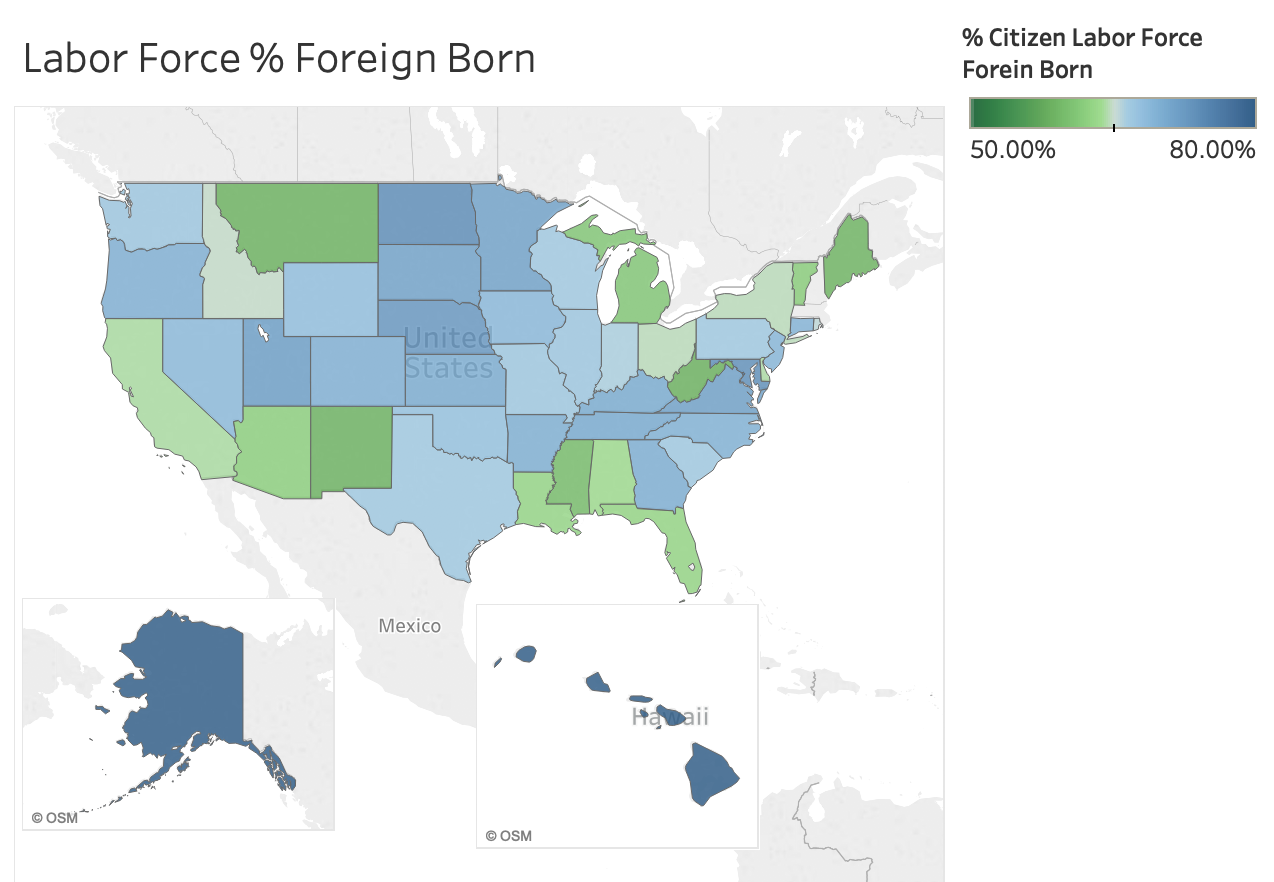 Labor Force % Foreign Born
% Citizen Labor Force
Forein Born
50.00% 80.00%
United
States
Mexico
Hawaii
© OSM
© OSM